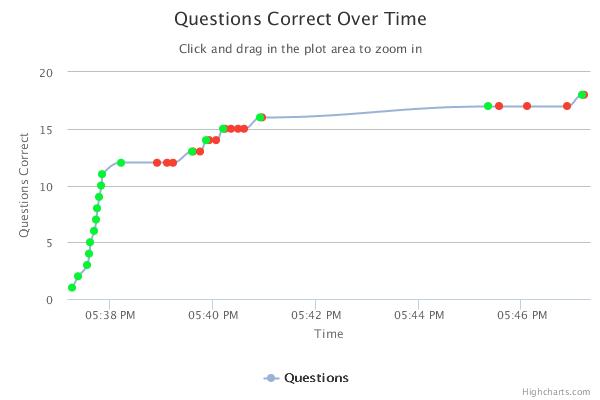 Questions Correct Over Time
Click and drag in the plot area to zoom in
Questions Correct
20
15
10
5
0
05:38 PM 05:40 PM 05:42 PM 05:44 PM 05:46 PM
Time
Questions
Highcharts.com